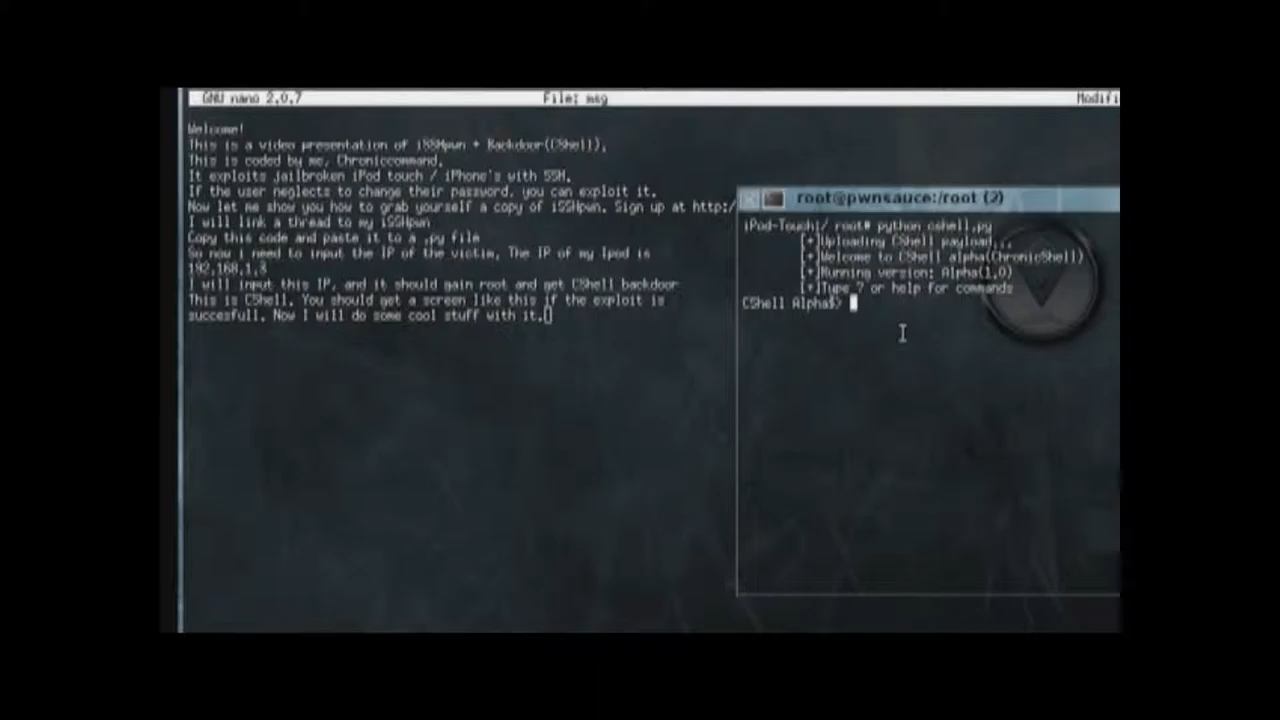 GNU nano 2.0.7 File: msg Modifi
Welcome!
This is a video presentation of iSSHpwn + Backdoor(CShell).
This is coded by me, Chroniccommand.
It exploits jailbroken iPod touch / iPhone's with SSH.
If the user neglects to change their password, you can exploit it.
Now let me show you how to grab yourself a copy of iSSHpwn. Sign up at http:/
I will link a thread to my iSSHpwn
Copy this code and paste it to a .py file
So now i need to input the IP of the victim. The IP of my Ipod is
192.168.1.3
I will input this IP, and it should gain root and get CShell backdoor
This is CShell. You should get a screen like this if the exploit is
succesfull. Now I will do some cool stuff with it.
root@pwnsauce:/root (2)
iPod-Touch:/ root# python cshell.py
[+]Uploading CShell payload...
[+]Welcome to CShell alpha(ChronicShell)
[+]Running version: Alpha(1.0)
[+]Type ? or help for commands
CShell Alpha$>